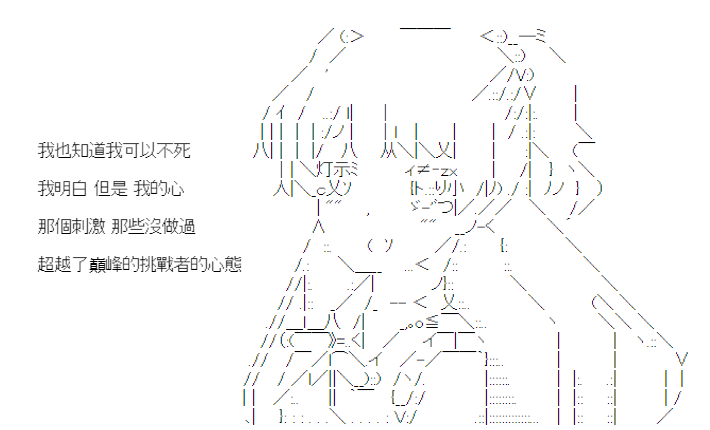 我也知道我可以不死
我明白 但是 我的心
那個刺激 那些沒做過
超越了巔峰的挑戰者的心態